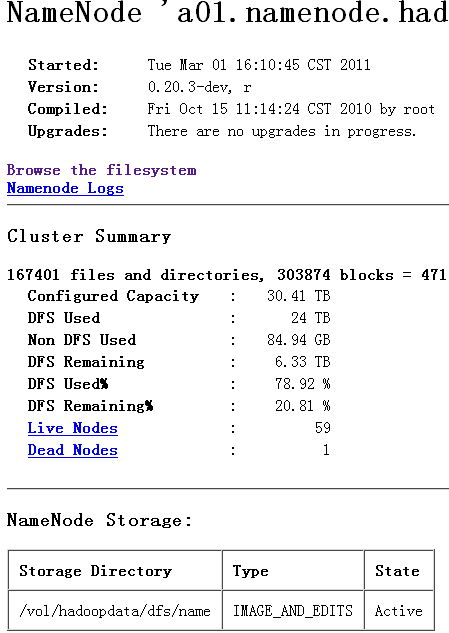 NameNode 'a01.namenode.had
Started: Tue Mar 01 16:10:45 CST 2011
Version: 0.20.3-dev, r
Compiled: Fri Oct 15 11:14:24 CST 2010 by root
Upgrades: There are no upgrades in progress.
Browse the filesystem
Namenode Logs
Cluster Summary
167401 files and directories, 303874 blocks = 471
Configured Capacity : 30.41 TB
DFS Used : 24 TB
Non DFS Used : 84.94 GB
DFS Remaining : 6.33 TB
DFS Used% : 78.92 %
DFS Remaining% : 20.81 %
Live Nodes : 59
Dead Nodes : 1
NameNode Storage:
Storage Directory Type State
/vol/hadoopdata/dfs/name IMAGE_AND_EDITS Active